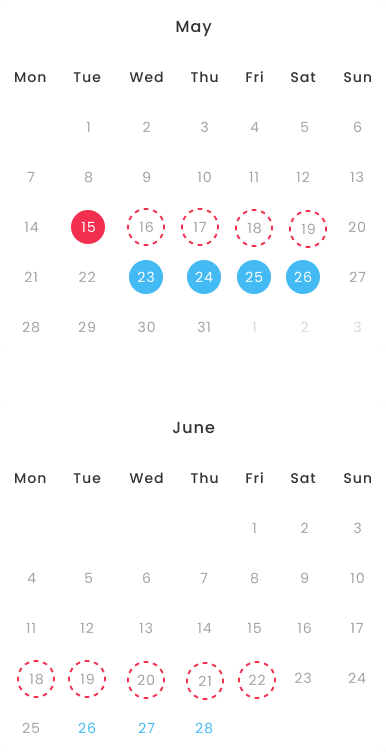 May
Mon Tue Wed Thu Fri Sat Sun
1 2 3 4 5 6
7 8 9 10 11 12 13
14 15 16 17 18 19 20
21 22 23 24 25 26 27
28 29 30 31 1 2 3
June
Mon Tue Wed Thu Fri Sat Sun
1 2 3
4 5 6 7 8 9 10
11 12 13 14 15 16 17
18 19 20 21 22 23 24
25 26 27 28